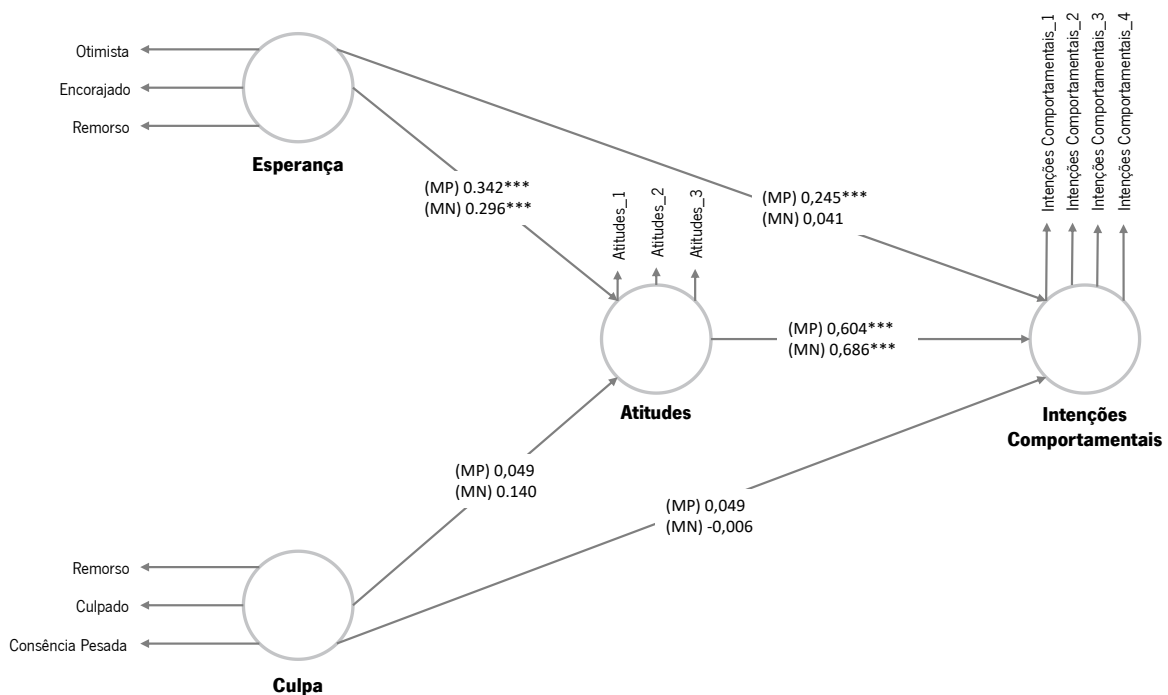 Otimista
Encorajado
Remorso
Esperança
(MP) 0.342***
(MN) 0.296***
Atitudes_1
Atitudes_2
Atitudes_3
(MP) 0,245***
(MN) 0,041
Intenções Comportamentais_1
Intenções Comportamentais_2
Intenções Comportamentais_3
Intenções Comportamentais_4
(MP) 0,604***
(MN) 0,686***
Atitudes
Intenções
Comportamentais
(MP) 0,049
(MN) 0.140
(MP) 0,049
(MN) -0,006
Remorso
Culpado
Consência Pesada
Culpa